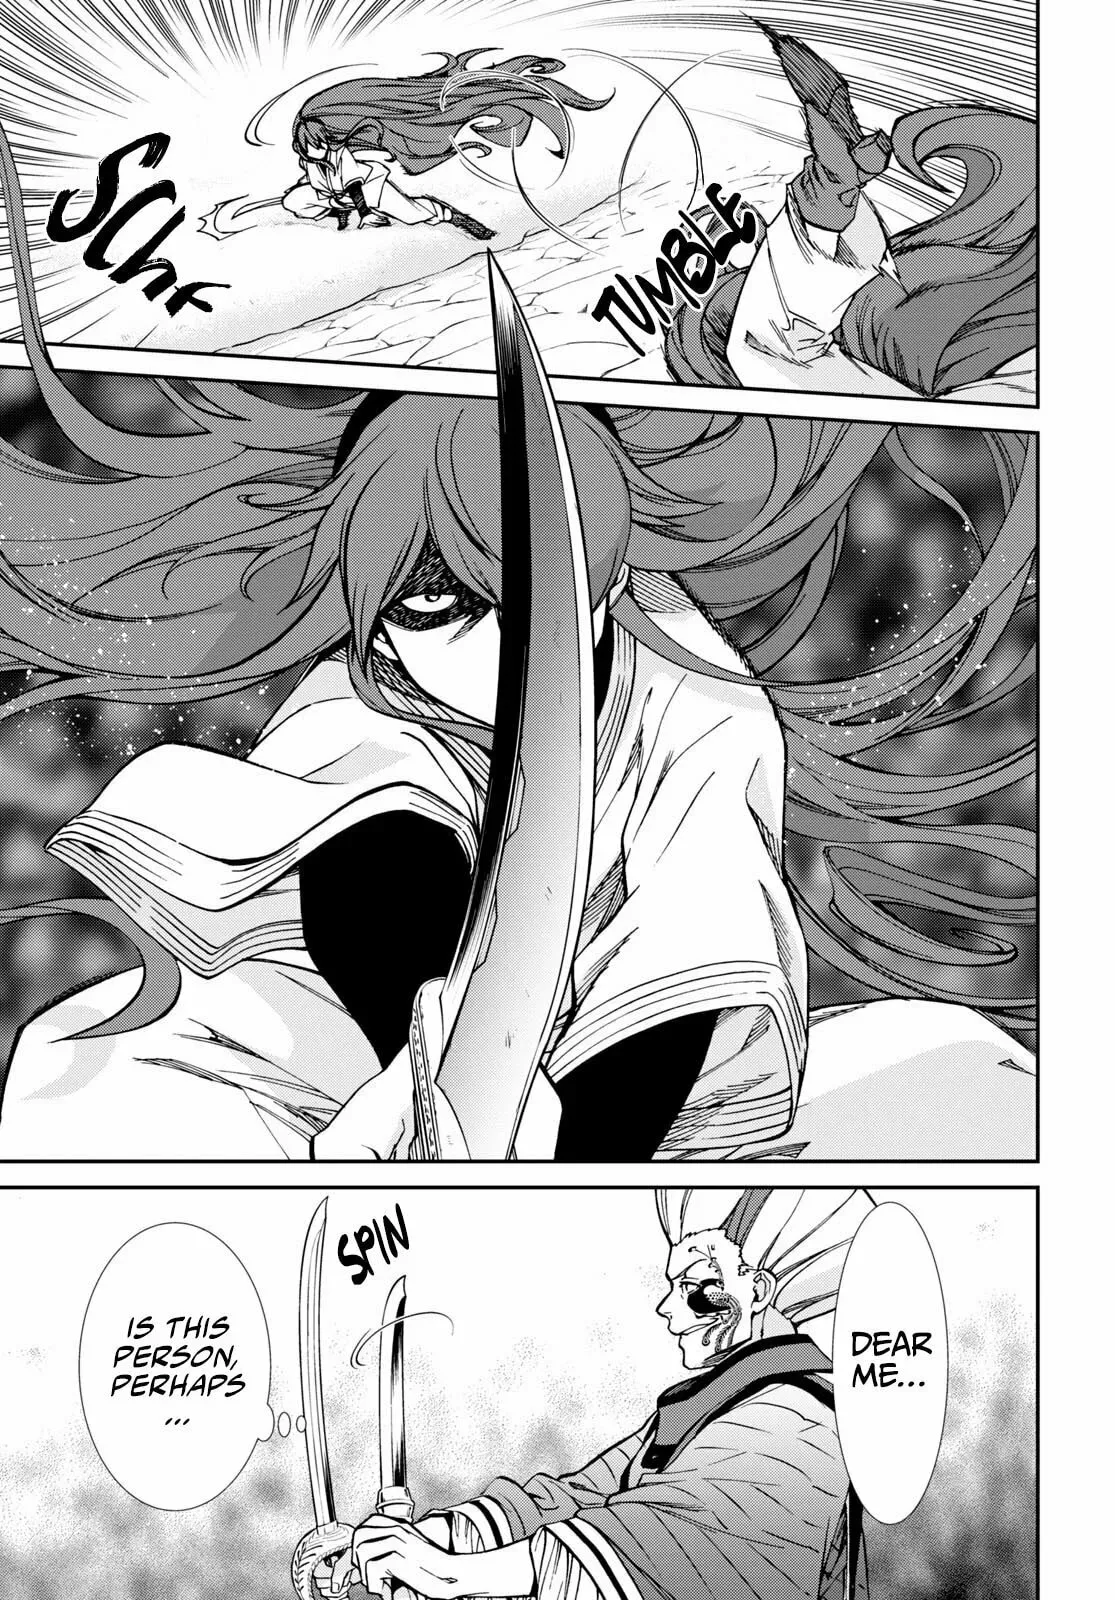 TUMBLE
SCHF
DEAR
ME...
SPIN
IS THIS
PERSON,
PERHAPS
...